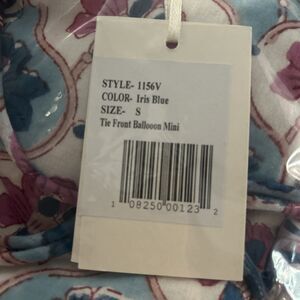 STYLE- 1156V
COLOR- Iris Blue
SIZE- S
Tie Front Ballooon Mini
1 08250 00123 2